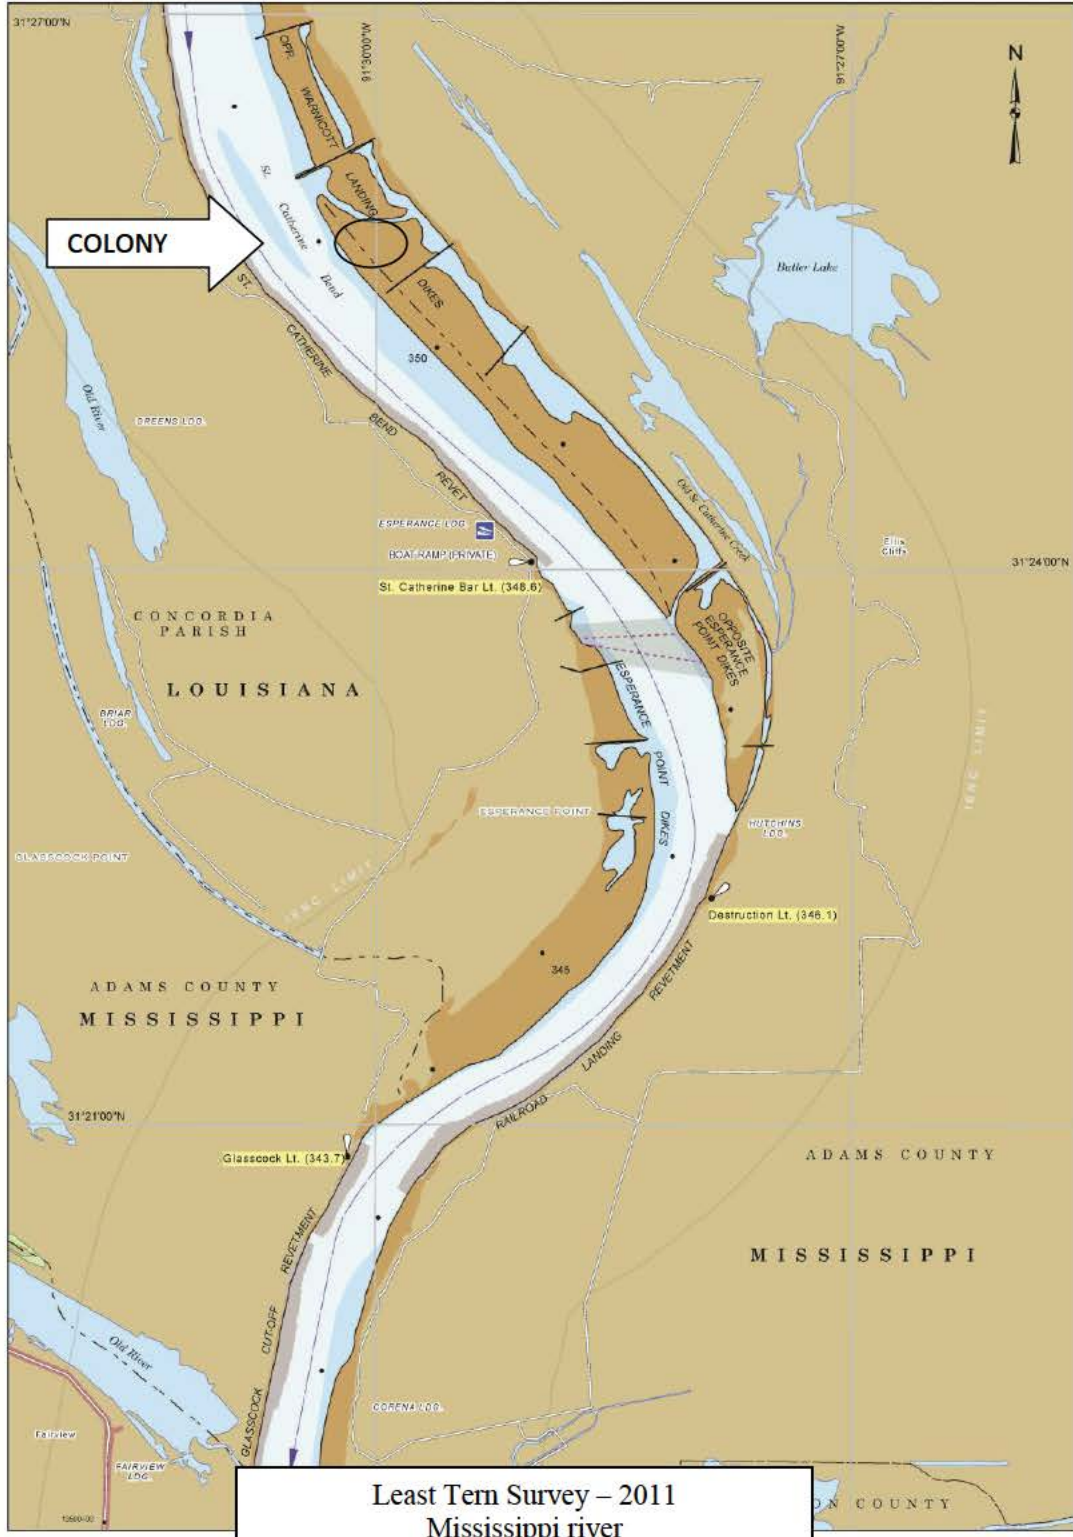 31°27'00"N
91°30'00"W
91°27'00"W
N
OPP.
WARNICOTT
LANDING
DIKES
St.
Catherine
Bend
COLONY
Butler Lake
ST.
CATHERINE
BEND
REVET
350
Old River
GREENS LDG.
ESPERANCE LDG.
BOAT RAMP (PRIVATE)
St. Catherine Bar Lt. (348.6)
Old St. Catherine Creek
Ellis
Cliffs
31°24'00"N
CONCORDIA
PARISH
LOUISIANA
BRIAR
LDG.
OPPOSITE
ESPERANCE
POINT DIKES
ESPERANCE
POINT
DIKES
IENC LIMIT
ESPERANCE POINT
HUTCHINS
LDG.
GLASSCOCK POINT
IENC LIMIT
Destruction Lt. (346.1)
345
ADAMS COUNTY
MISSISSIPPI
REVETMENT
LANDING
RAILROAD
31°21'00"N
Glasscock Lt. (343.7)
ADAMS COUNTY
MISSISSIPPI
REVETMENT
CUT-OFF
GLASSCOCK
Old River
CORENA LDG.
Fairview
FAIRVIEW
LDG.
ON COUNTY
Least Tern Survey – 2011
Mississippi river